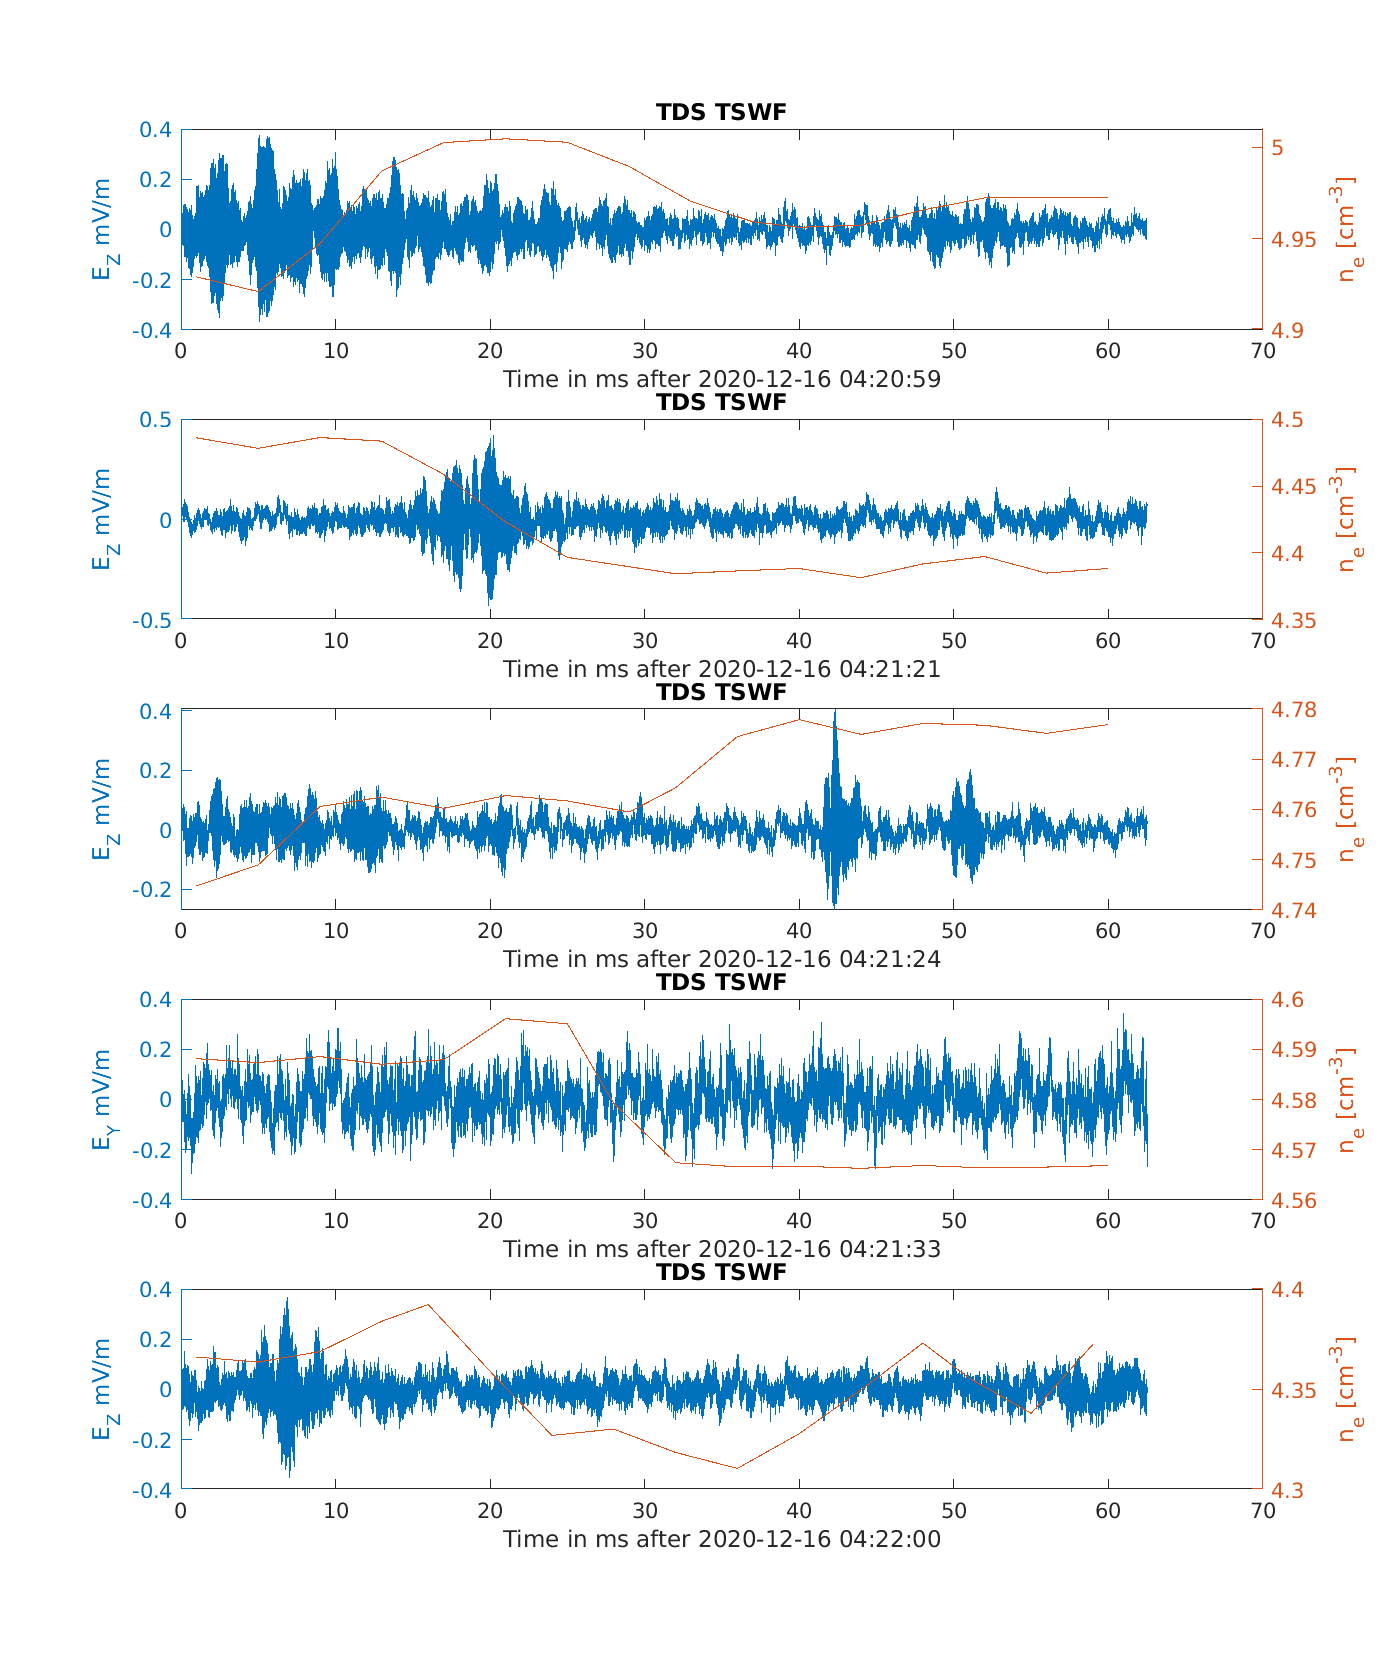 TDS TSWF
0.4
0.2
0
-0.2
-0.4
E_Z mV/m
5
4.95
4.9
n_e [cm^-3]
0 10 20 30 40 50 60 70
Time in ms after 2020-12-16 04:20:59
TDS TSWF
0.5
0
-0.5
E_Z mV/m
4.5
4.45
4.4
4.35
n_e [cm^-3]
0 10 20 30 40 50 60 70
Time in ms after 2020-12-16 04:21:21
TDS TSWF
0.4
0.2
0
-0.2
E_Z mV/m
4.78
4.77
4.76
4.75
4.74
n_e [cm^-3]
0 10 20 30 40 50 60 70
Time in ms after 2020-12-16 04:21:24
TDS TSWF
0.4
0.2
0
-0.2
-0.4
E_Y mV/m
4.6
4.59
4.58
4.57
4.56
n_e [cm^-3]
0 10 20 30 40 50 60 70
Time in ms after 2020-12-16 04:21:33
TDS TSWF
0.4
0.2
0
-0.2
-0.4
E_Z mV/m
4.4
4.35
4.3
n_e [cm^-3]
0 10 20 30 40 50 60 70
Time in ms after 2020-12-16 04:22:00